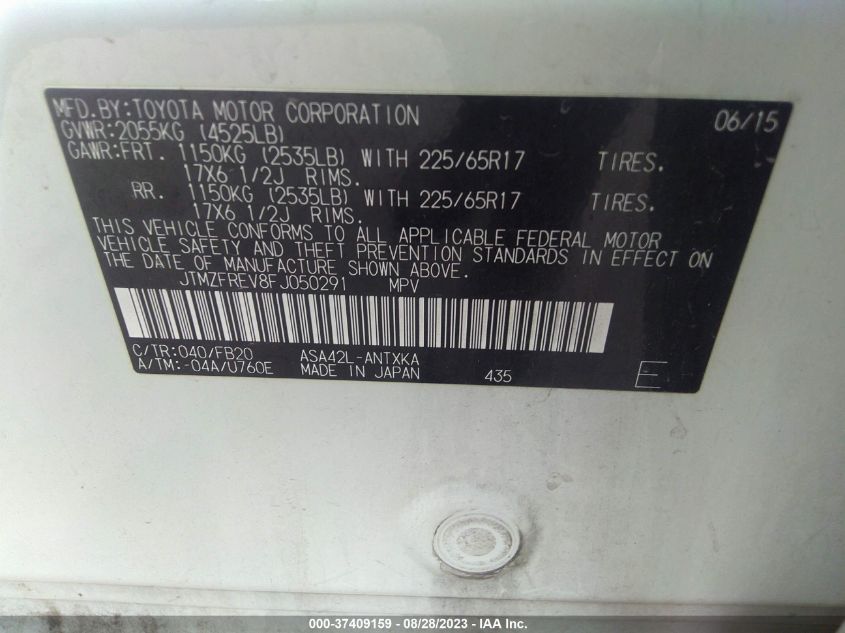 MFD.BY:TOYOTA MOTOR CORPORATION 06/15
GVWR:2055KG (4525LB)
GAWR:FRT. 1150KG (2535LB) WITH 225/65R17 TIRES.
17X6 1/2J RIMS.
RR. 1150KG (2535LB) WITH 225/65R17 TIRES.
17X6 1/2J RIMS.
THIS VEHICLE CONFORMS TO ALL APPLICABLE FEDERAL MOTOR
VEHICLE SAFETY AND THEFT PREVENTION STANDARDS IN EFFECT ON
THE DATE OF MANUFACTURE SHOWN ABOVE.
JTMZFREV8FJ050291 MPV
C/TR:040/FB20 ASA42L-ANTXKA
A/TM:-04A/U760E MADE IN JAPAN 435 E
000-37409159 - 08/28/2023 - IAA Inc.